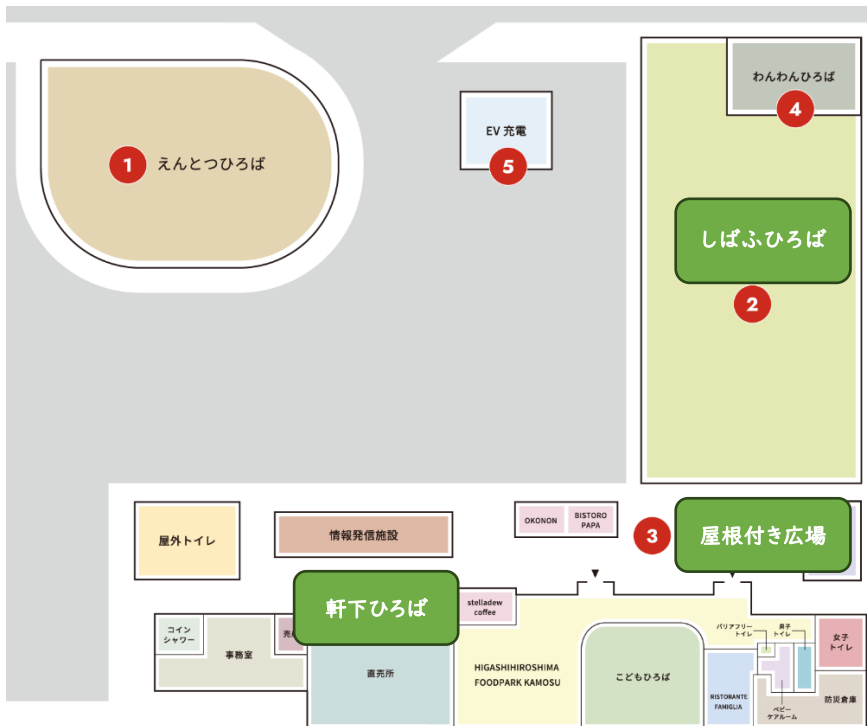 わんわんひろば
4
EV 充電
5
1
えんとつひろば
しばふひろば
2
屋外トイレ
情報発信施設
OKONON
BISTORO
PAPA
3
屋根付き広場
軒下ひろば
stelladew
coffee
コイン
シャワー
事務室
直売所
HIGASHIHIROSHIMA
FOODPARK KAMOSU
こどもひろば
バリアフリー
トイレ
男子
トイレ
女子
トイレ
RISTORANTE
FAMIGLIA
ベビー
ケアルーム
防災倉庫